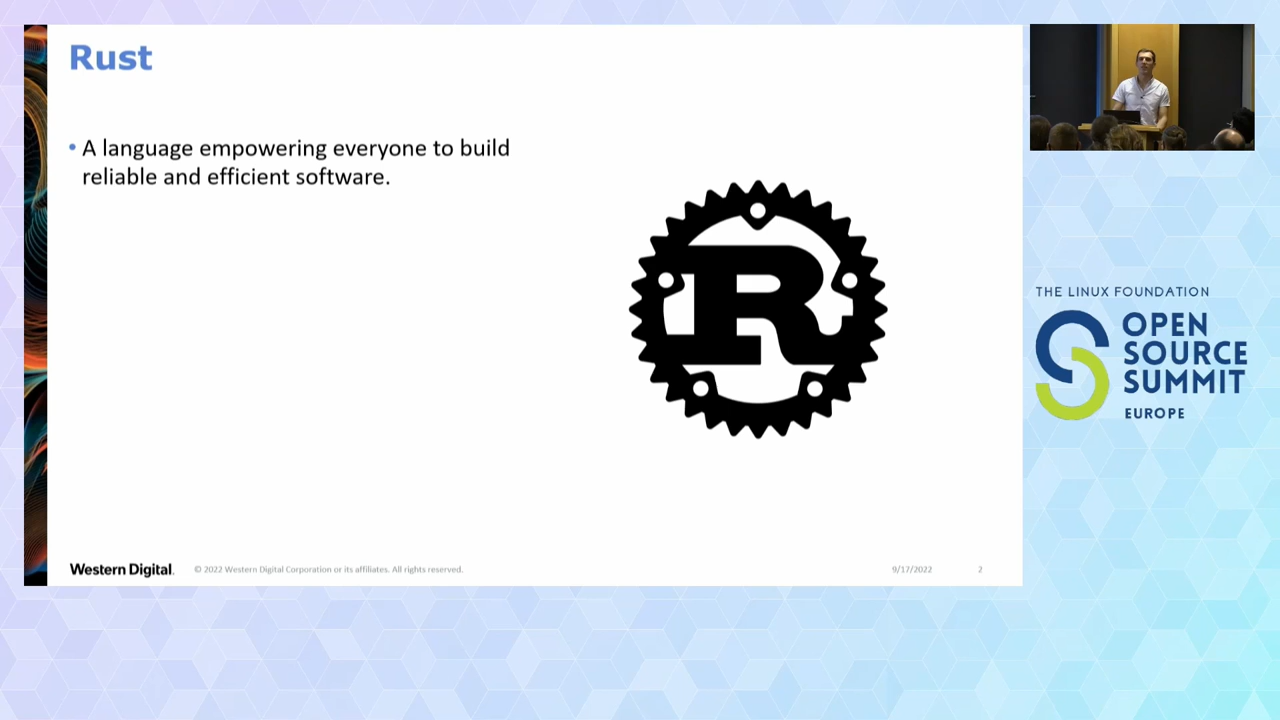 Rust
• A language empowering everyone to build
reliable and efficient software.
R
Western Digital.
© 2022 Western Digital Corporation or its affiliates. All rights reserved.
9/17/2022
2
THE LINUX FOUNDATION
OPEN
SOURCE
SUMMIT
EUROPE